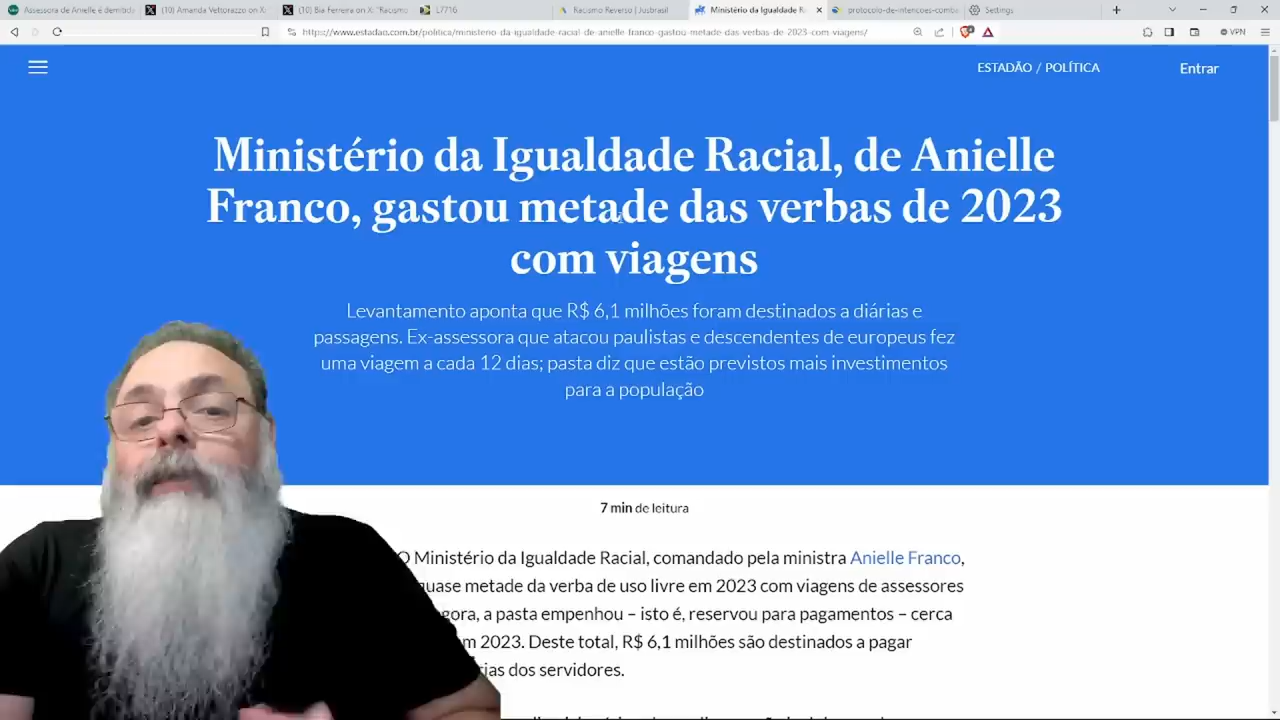 Assessora de Anielle é demitida
(10) Amanda Vettorazzo on X:
(10) Bia Ferreira on X: "Racismo
L7716
Racismo Reverso | Jusbrasil
Ministério da Igualdade R
protocolo-de-intencoes-comba
Settings
https://www.estadao.com.br/politica/ministerio-da-igualdade-racial-de-anielle-franco-gastou-metade-das-verbas-de-2023-com-viagens/
VPN
ESTADÃO / POLÍTICA
Entrar
Ministério da Igualdade Racial, de Anielle
Franco, gastou metade das verbas de 2023
com viagens
Levantamento aponta que R$ 6,1 milhões foram destinados a diárias e
passagens. Ex-assessora que atacou paulistas e descendentes de europeus fez
uma viagem a cada 12 dias; pasta diz que estão previstos mais investimentos
para a população
7 min de leitura
O Ministério da Igualdade Racial, comandado pela ministra Anielle Franco,
quase metade da verba de uso livre em 2023 com viagens de assessores
gora, a pasta empenhou – isto é, reservou para pagamentos – cerca
m 2023. Deste total, R$ 6,1 milhões são destinados a pagar
rias dos servidores.